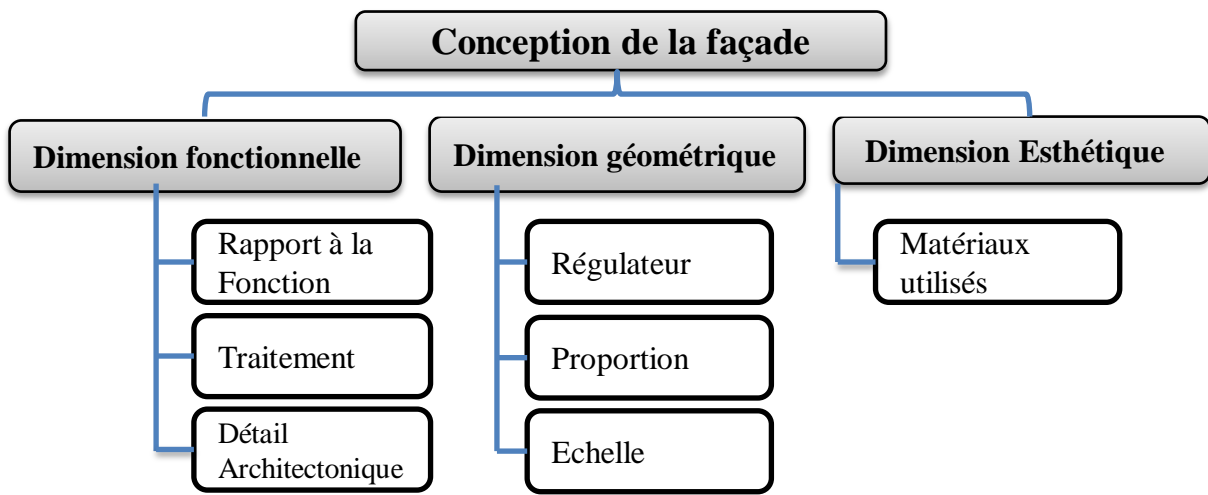 Conception de la façade
Dimension fonctionnelle
Rapport à la
Fonction
Traitement
Détail
Architectonique
Dimension géométrique
Régulateur
Proportion
Echelle
Dimension Esthétique
Matériaux
utilisés